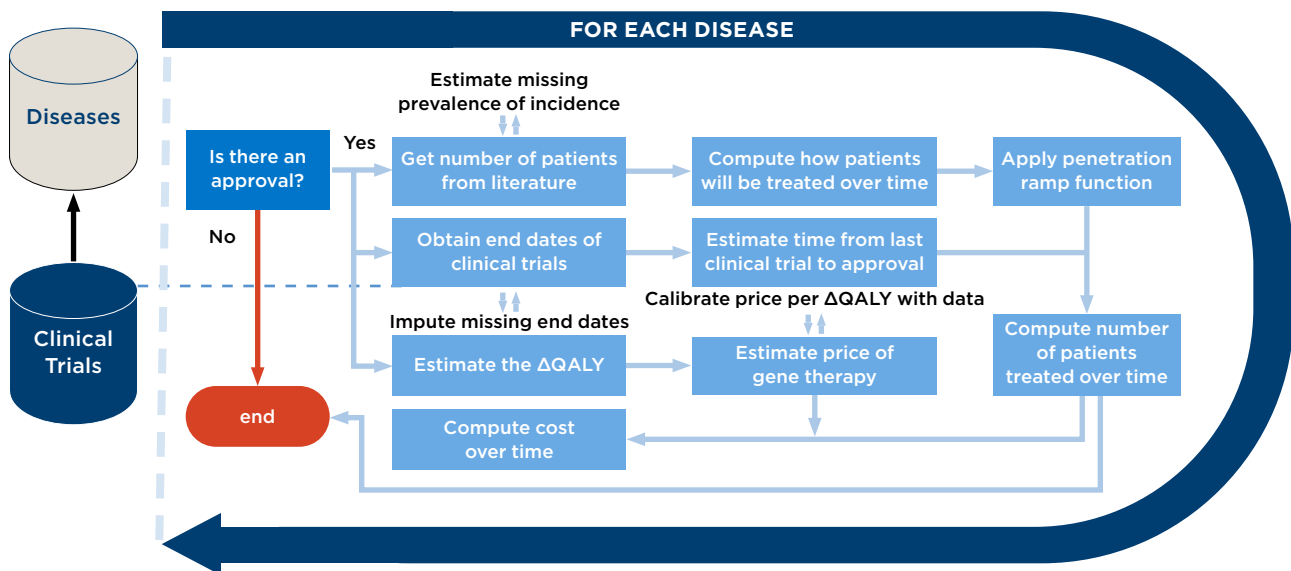 FOR EACH DISEASE
Diseases
Clinical
Trials
Is there an
approval?
Yes
No
end
Estimate missing
prevalence of incidence
Get number of patients
from literature
Compute how patients
will be treated over time
Apply penetration
ramp function
Obtain end dates of
clinical trials
Estimate time from last
clinical trial to approval
Impute missing end dates
Calibrate price per ΔQALY with data
Estimate the ΔQALY
Estimate price of
gene therapy
Compute number
of patients
treated over time
Compute cost
over time